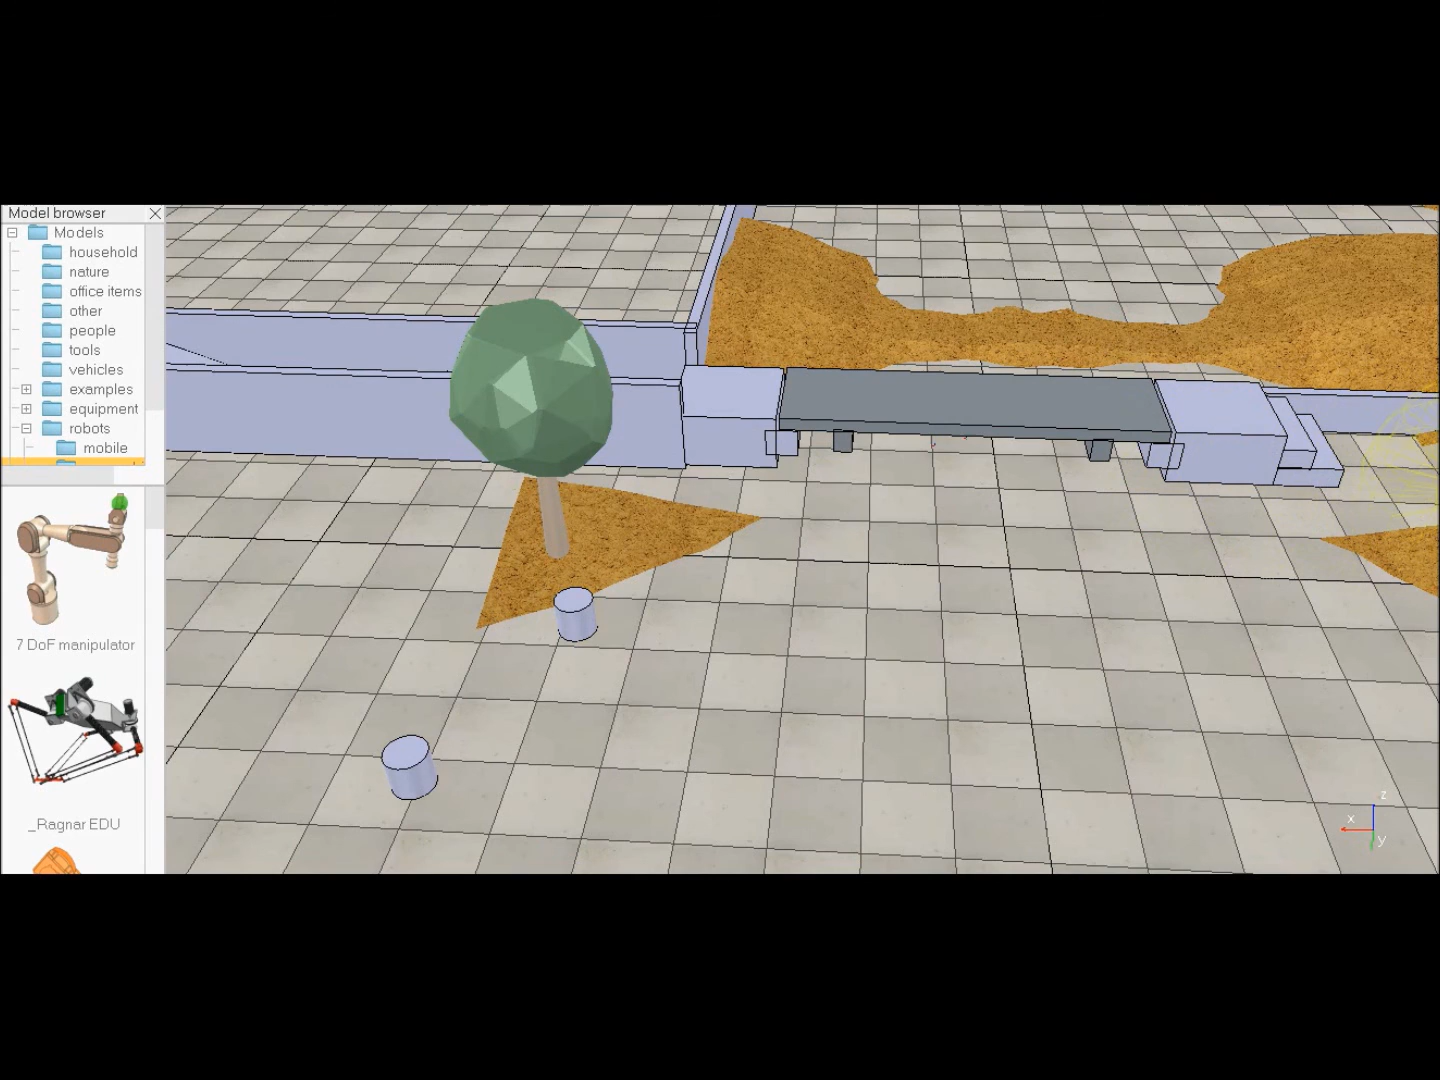 Model browser
Models
household
nature
office items
other
people
tools
vehicles
examples
equipment
robots
mobile
7 DoF manipulator
_Ragnar EDU
z
x
y